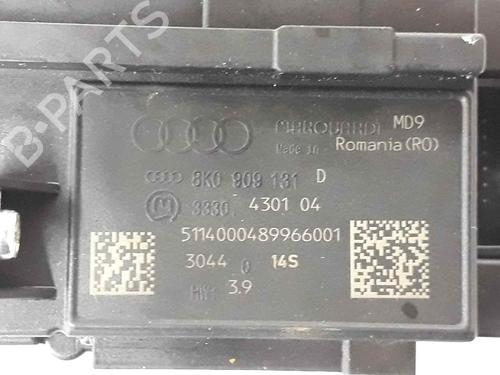 B-PARTS
MARQUARDT MD9
Made in Romania(RO)
8K0 909 131 D
3330. 4301 04
5114000489966001
3044 0 14S
HW: 3.9